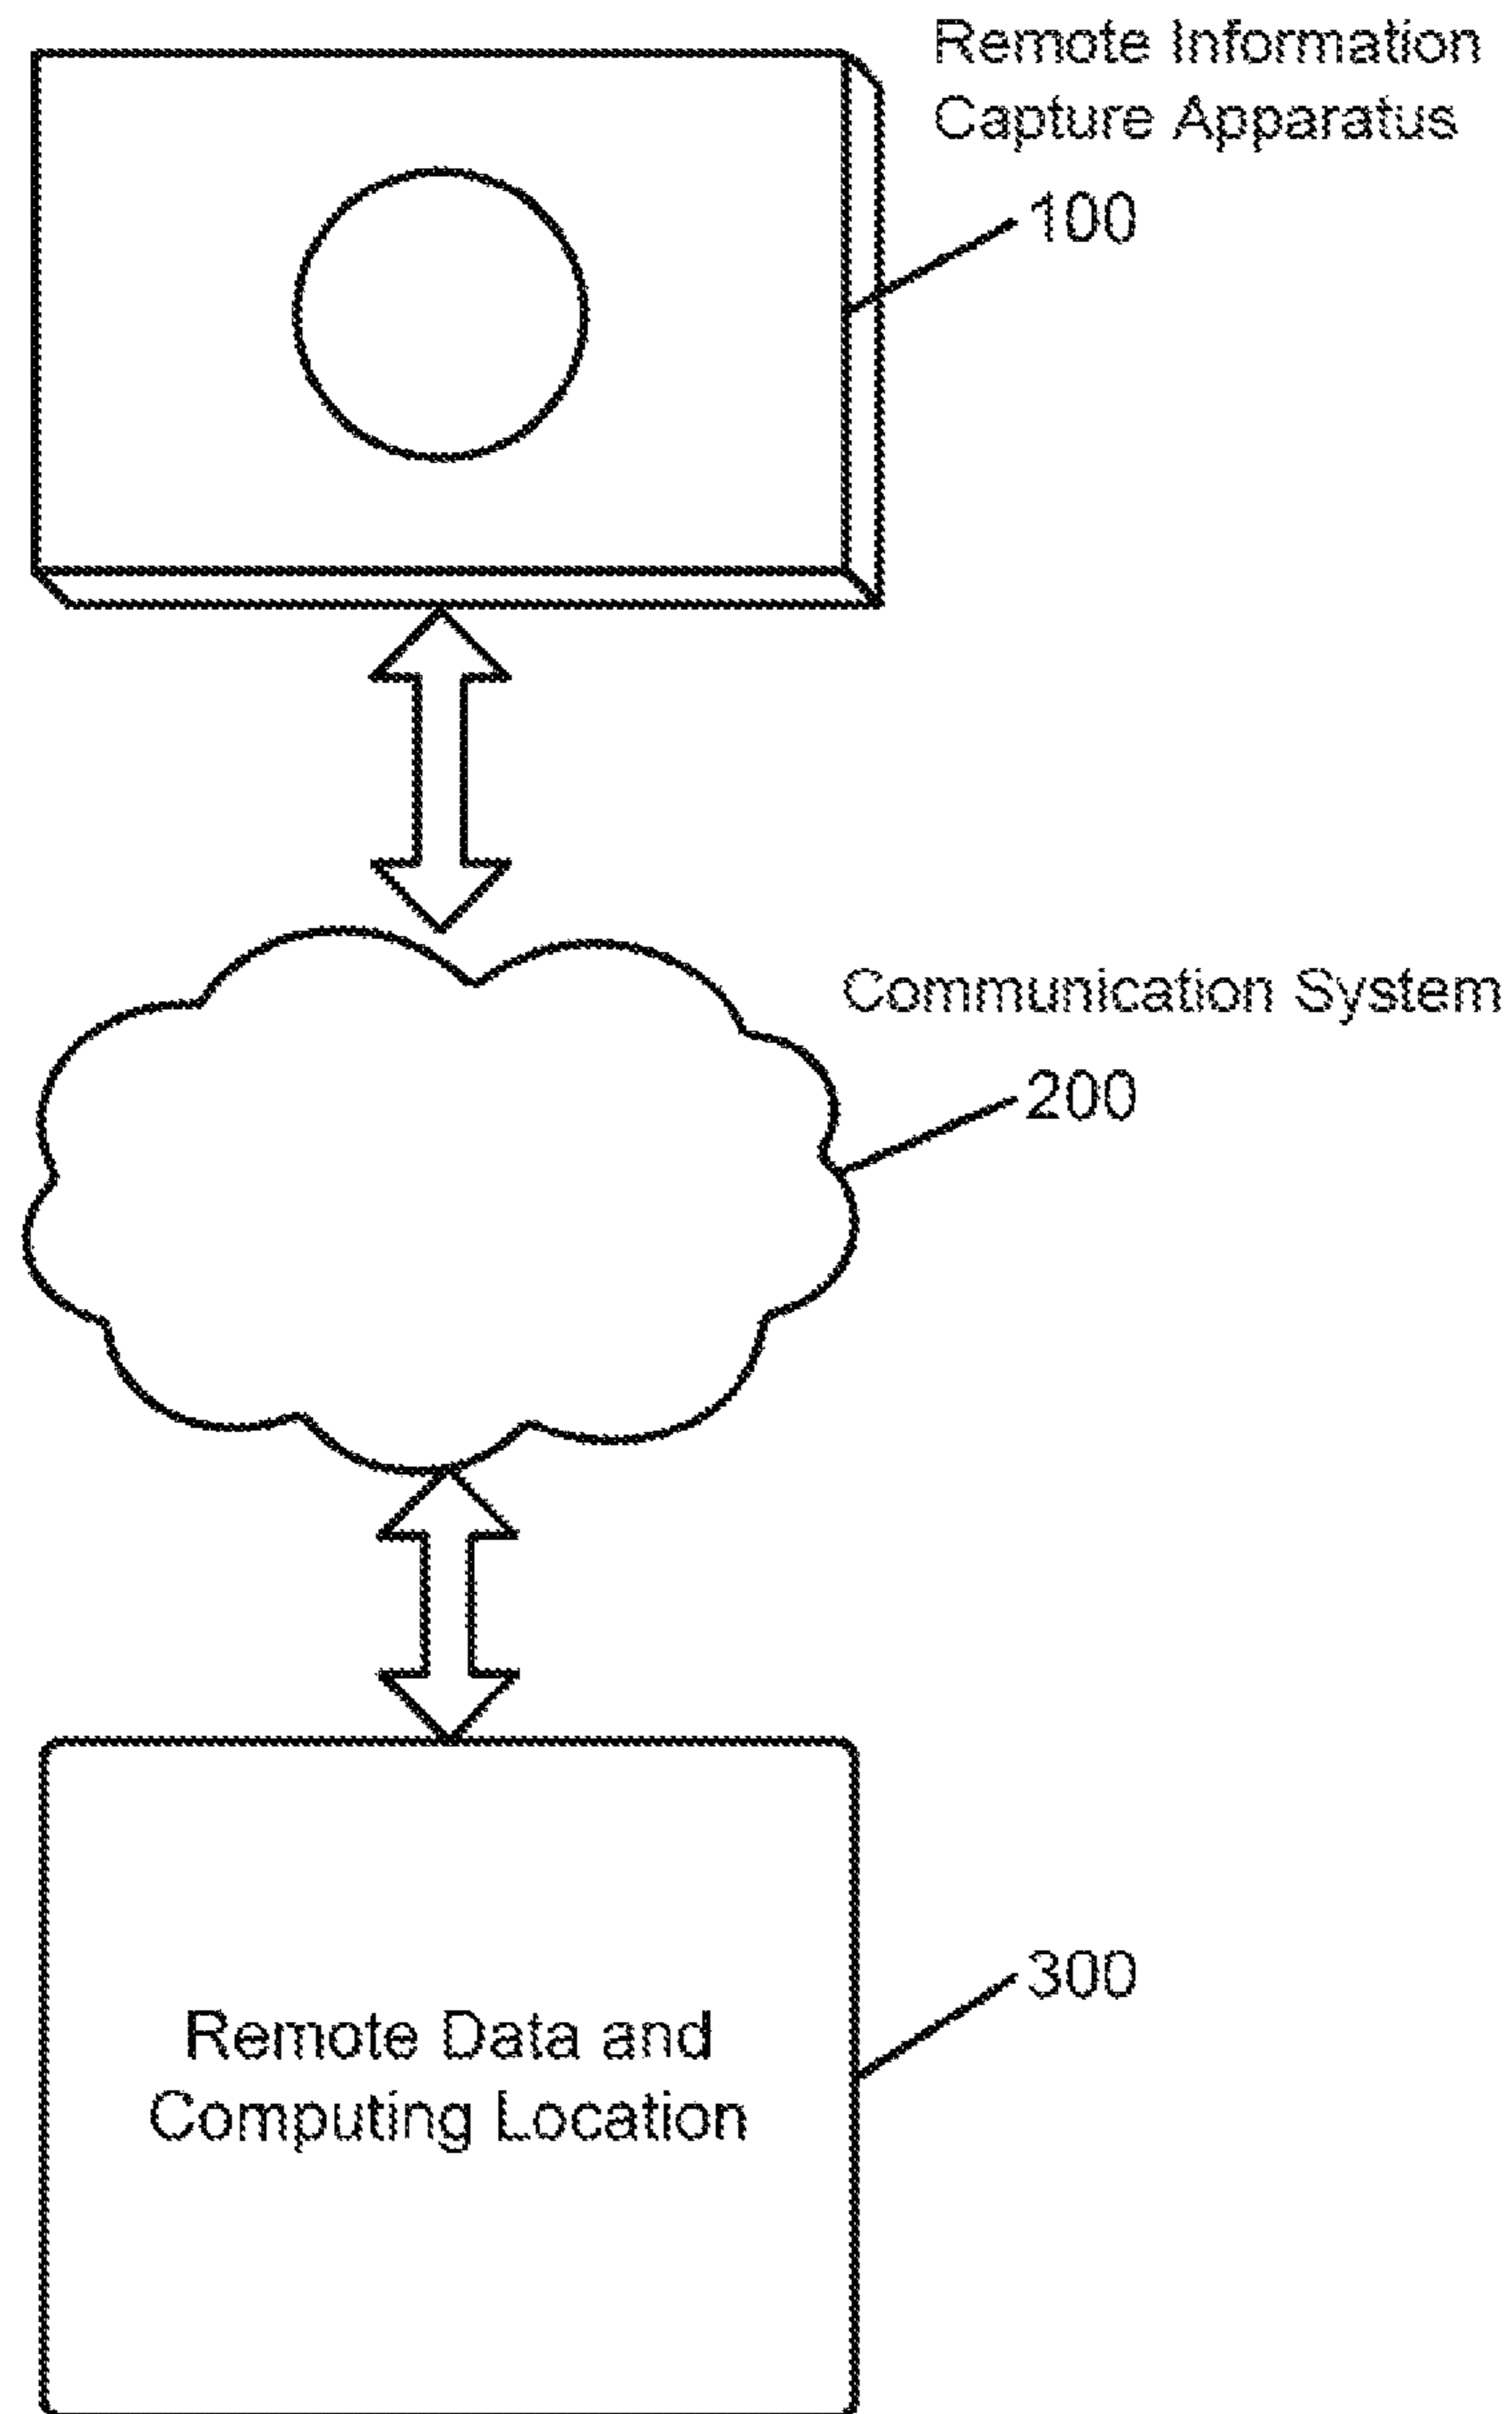 Remote Information
Capture Apparatus
100
Communication System
200
300
Remote Data and
Computing Location